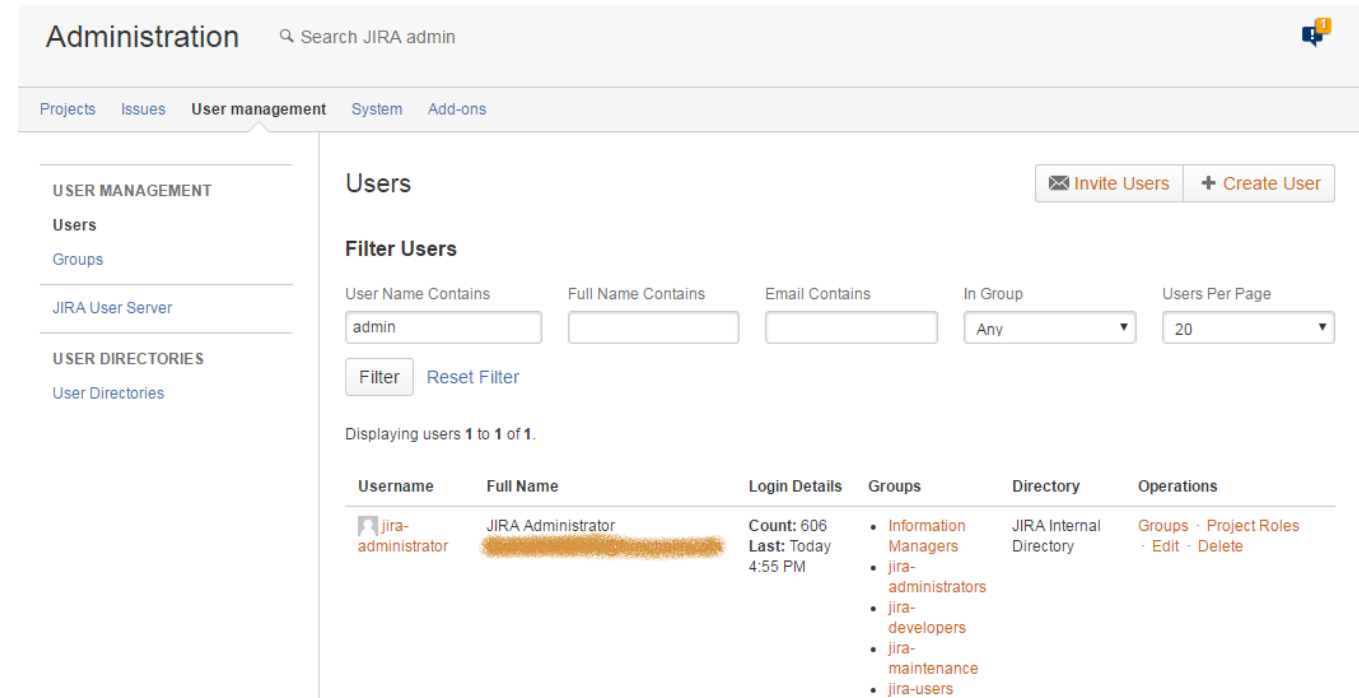 Administration
Search JIRA admin
1
Projects Issues User management System Add-ons
USER MANAGEMENT
Users
Groups
JIRA User Server
USER DIRECTORIES
User Directories
Users
Invite Users + Create User
Filter Users
User Name Contains Full Name Contains Email Contains In Group Users Per Page
admin Any 20
Filter Reset Filter
Displaying users 1 to 1 of 1.
Username Full Name Login Details Groups Directory Operations
jira-
administrator
JIRA Administrator
Count: 606
Last: Today
4:55 PM
• Information
Managers
• jira-
administrators
• jira-
developers
• jira-
maintenance
• jira-users
JIRA Internal
Directory
Groups · Project Roles
· Edit · Delete